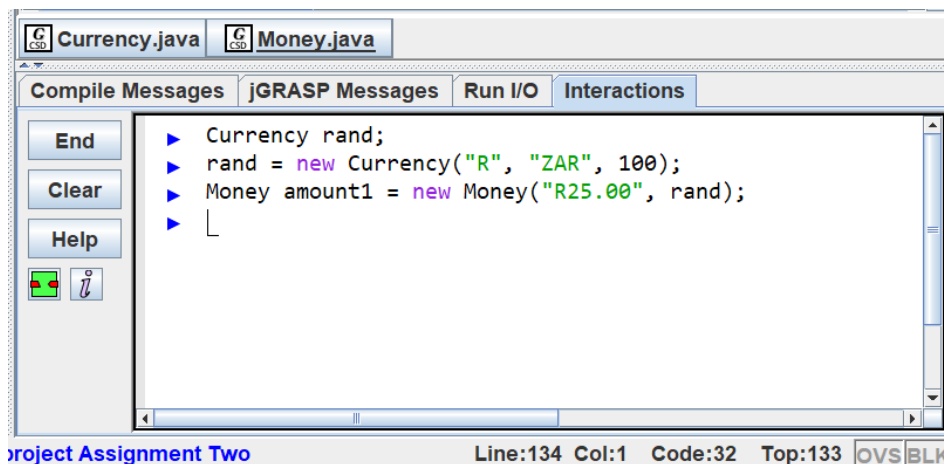 CSD Currency.java CSD Money.java
Compile Messages jGRASP Messages Run I/O Interactions
End
Clear
Help
i
Currency rand;
rand = new Currency("R", "ZAR", 100);
Money amount1 = new Money("R25.00", rand);
roject Assignment Two Line:134 Col:1 Code:32 Top:133 OVS BLK